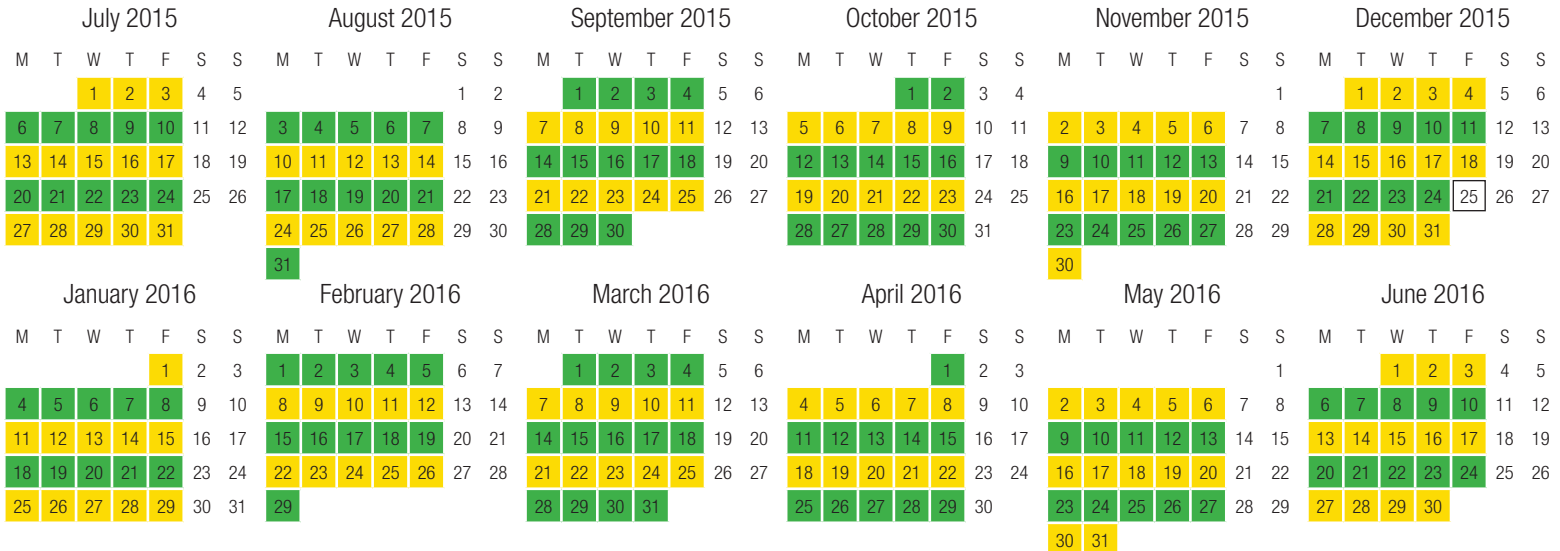 July 2015 August 2015 September 2015 October 2015 November 2015 December 2015
M T W T F S S M T W T F S S M T W T F S S M T W T F S S M T W T F S S M T W T F S S
1 2 3 4 5 1 2 1 2 3 4 5 6 1 2 3 4 1 1 2 3 4 5 6
6 7 8 9 10 11 12 3 4 5 6 7 8 9 7 8 9 10 11 12 13 5 6 7 8 9 10 11 2 3 4 5 6 7 8 7 8 9 10 11 12 13
13 14 15 16 17 18 19 10 11 12 13 14 15 16 14 15 16 17 18 19 20 12 13 14 15 16 17 18 9 10 11 12 13 14 15 14 15 16 17 18 19 20
20 21 22 23 24 25 26 17 18 19 20 21 22 23 21 22 23 24 25 26 27 19 20 21 22 23 24 25 16 17 18 19 20 21 22 21 22 23 24 25 26 27
27 28 29 30 31 24 25 26 27 28 29 30 28 29 30 28 27 28 29 30 31 23 24 25 26 27 28 29 28 29 30 31
31 30
January 2016 February 2016 March 2016 April 2016 May 2016 June 2016
M T W T F S S M T W T F S S M T W T F S S M T W T F S S M T W T F S S M T W T F S S
1 2 3 1 2 3 4 5 6 7 1 2 3 4 5 6 1 2 3 1 1 2 3 4 5
4 5 6 7 8 9 10 8 9 10 11 12 13 14 7 8 9 10 11 12 13 4 5 6 7 8 9 10 2 3 4 5 6 7 8 6 7 8 9 10 11 12
11 12 13 14 15 16 17 15 16 17 18 19 20 21 14 15 16 17 18 19 20 11 12 13 14 15 16 17 9 10 11 12 13 14 15 13 14 15 16 17 18 19
18 19 20 21 22 23 24 22 23 24 25 26 27 28 21 22 23 24 25 26 27 18 19 20 21 22 23 24 16 17 18 19 20 21 22 20 21 22 23 24 25 26
25 26 27 28 29 30 31 29 28 29 30 31 25 26 27 28 29 30 23 24 25 26 27 28 29 27 28 29 30
30 31